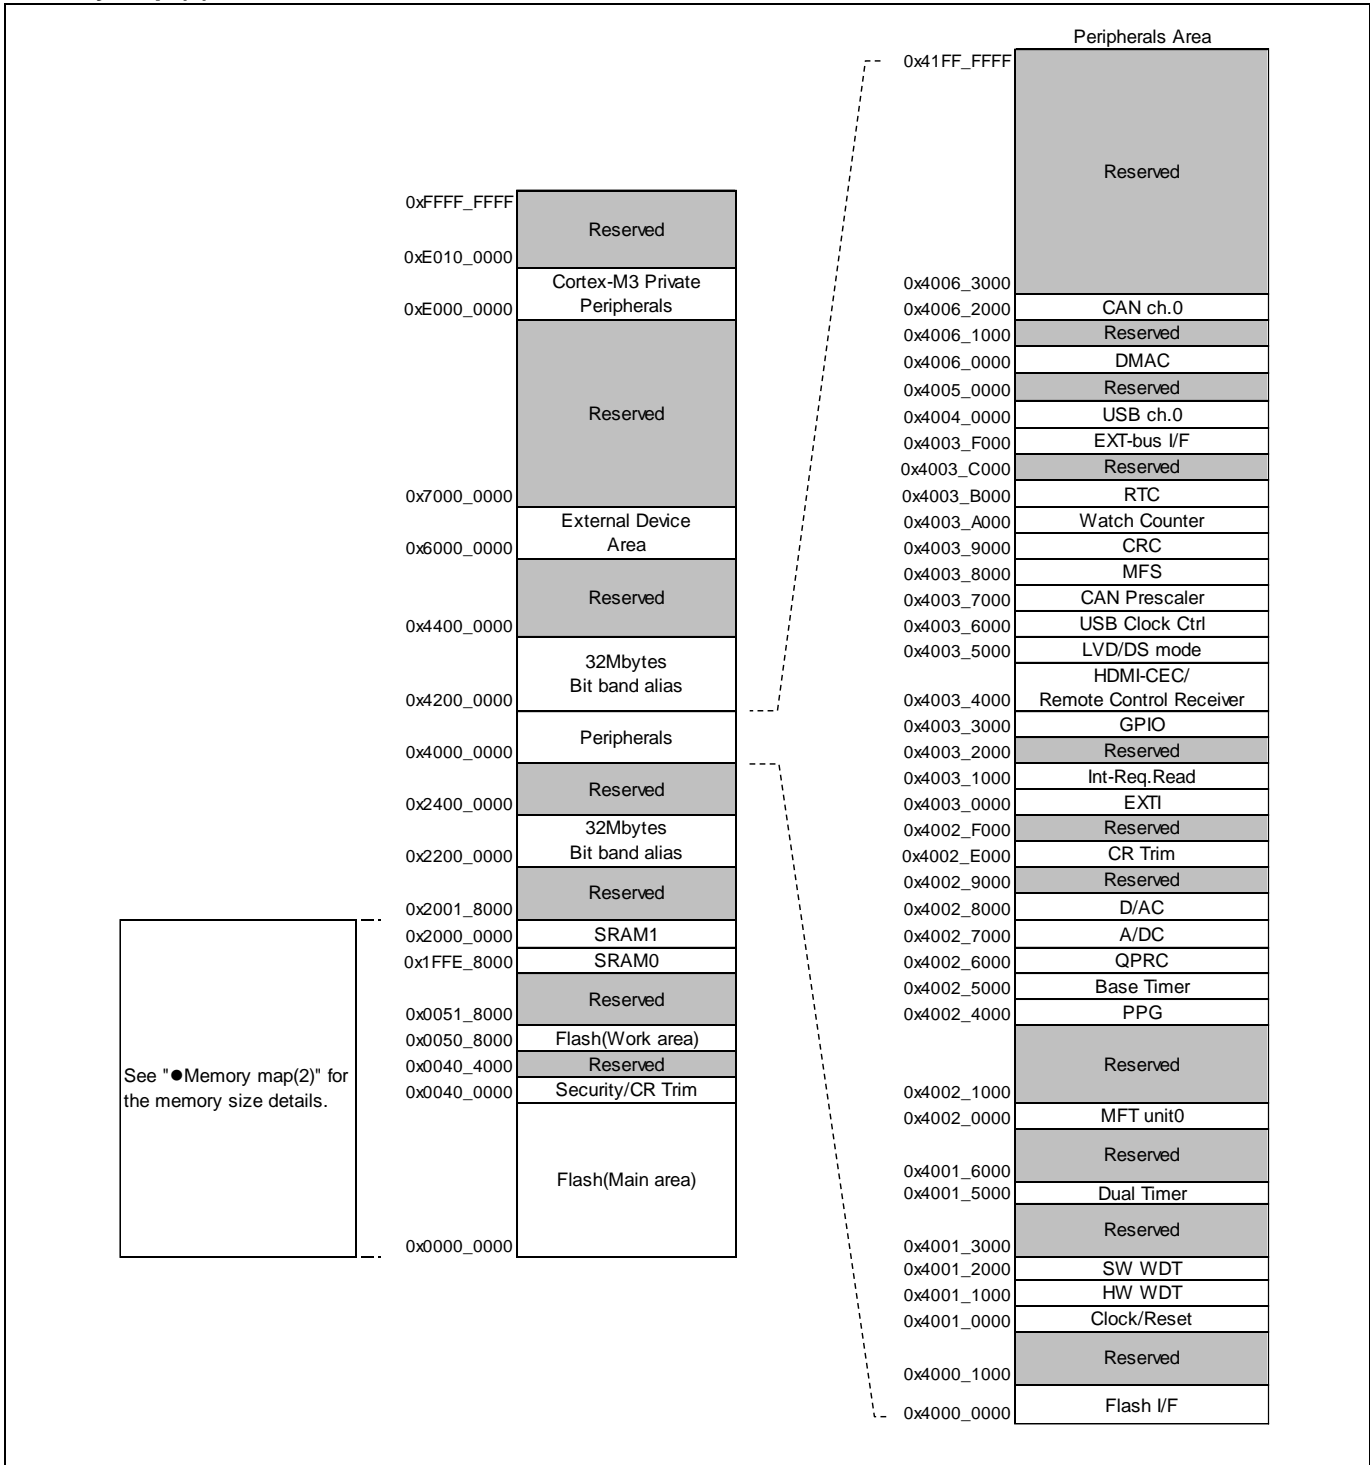 0xFFFF_FFFF
Reserved
0xE010_0000
Cortex-M3 Private
Peripherals
0xE000_0000
Reserved
0x7000_0000
External Device
Area
0x6000_0000
Reserved
0x4400_0000
32Mbytes
Bit band alias
0x4200_0000
Peripherals
0x4000_0000
Reserved
0x2400_0000
32Mbytes
Bit band alias
0x2200_0000
Reserved
0x2001_8000
0x2000_0000 SRAM1
0x1FFE_8000 SRAM0
Reserved
0x0051_8000
0x0050_8000 Flash(Work area)
0x0040_4000 Reserved
0x0040_0000 Security/CR Trim
Flash(Main area)
0x0000_0000
See "●Memory map(2)" for
the memory size details.
Peripherals Area
0x41FF_FFFF
Reserved
0x4006_3000
0x4006_2000 CAN ch.0
0x4006_1000 Reserved
0x4006_0000 DMAC
0x4005_0000 Reserved
0x4004_0000 USB ch.0
0x4003_F000 EXT-bus I/F
0x4003_C000 Reserved
0x4003_B000 RTC
0x4003_A000 Watch Counter
0x4003_9000 CRC
0x4003_8000 MFS
0x4003_7000 CAN Prescaler
0x4003_6000 USB Clock Ctrl
0x4003_5000 LVD/DS mode
HDMI-CEC/
0x4003_4000 Remote Control Receiver
0x4003_3000 GPIO
0x4003_2000 Reserved
0x4003_1000 Int-Req.Read
0x4003_0000 EXTI
0x4002_F000 Reserved
0x4002_E000 CR Trim
0x4002_9000 Reserved
0x4002_8000 D/AC
0x4002_7000 A/DC
0x4002_6000 QPRC
0x4002_5000 Base Timer
0x4002_4000 PPG
Reserved
0x4002_1000
0x4002_0000 MFT unit0
Reserved
0x4001_6000
0x4001_5000 Dual Timer
Reserved
0x4001_3000
0x4001_2000 SW WDT
0x4001_1000 HW WDT
0x4001_0000 Clock/Reset
Reserved
0x4000_1000
0x4000_0000 Flash I/F